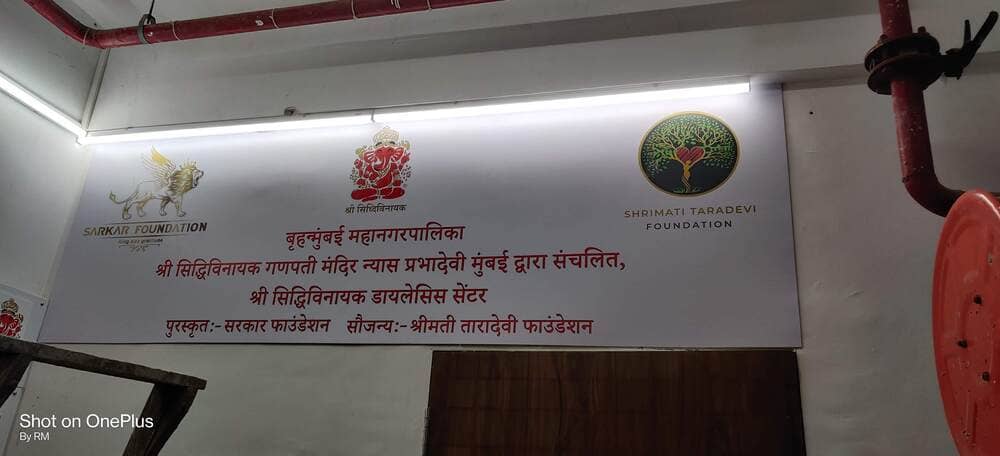 SARKAR FOUNDATION
श्री सिध्दिविनायक
SHRIMATI TARADEVI
FOUNDATION
बृहन्मुंबई महानगरपालिका
श्री सिद्धिविनायक गणपती मंदिर न्यास प्रभादेवी मुंबई द्वारा संचलित,
श्री सिद्धिविनायक डायलेसिस सेंटर
पुरस्कृत:- सरकार फाउंडेशन सौजन्य:- श्रीमती तारादेवी फाउंडेशन
Shot on OnePlus
By RM